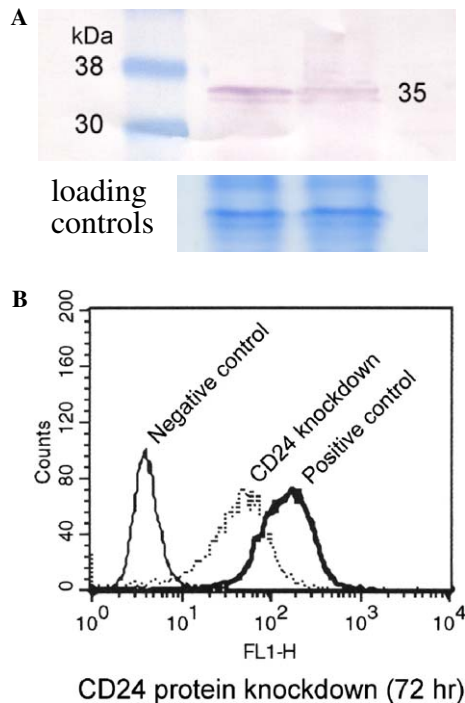 A
kDa
38
30
35
loading
controls
B
Counts
200
160
120
80
40
0
Negative control
CD24 knockdown
Positive control
10^0
10^1
10^2
10^3
10^4
FL1-H
CD24 protein knockdown (72 hr)